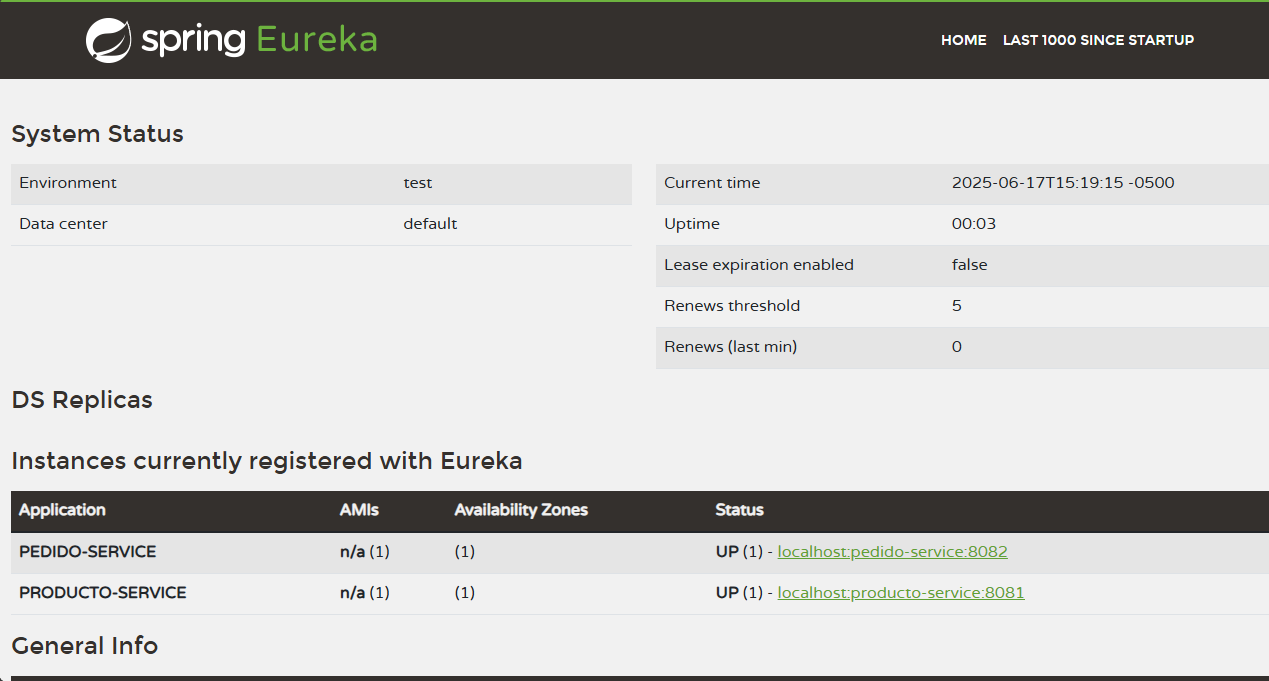 spring Eureka
HOME LAST 1000 SINCE STARTUP
System Status
Environment test
Data center default
Current time 2025-06-17T15:19:15 -0500
Uptime 00:03
Lease expiration enabled false
Renews threshold 5
Renews (last min) 0
DS Replicas
Instances currently registered with Eureka
Application AMIs Availability Zones Status
PEDIDO-SERVICE n/a (1) (1) UP (1) - localhost:pedido-service:8082
PRODUCTO-SERVICE n/a (1) (1) UP (1) - localhost:producto-service:8081
General Info